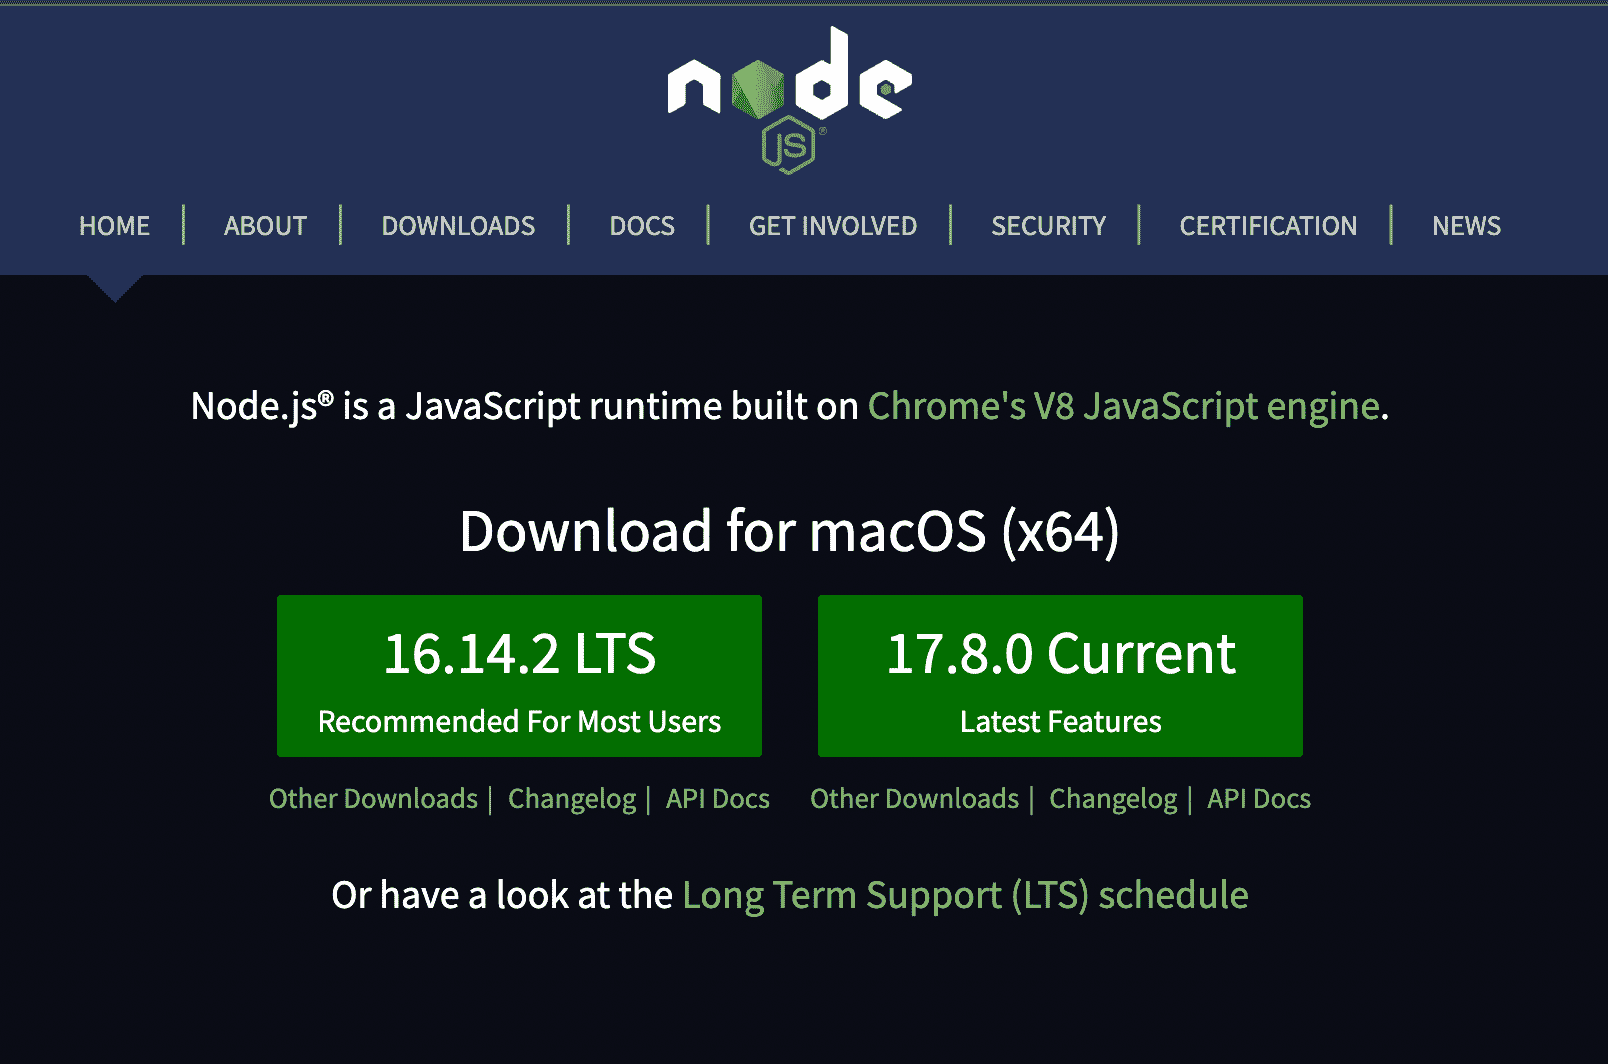 node
JS®
HOME | ABOUT | DOWNLOADS | DOCS | GET INVOLVED | SECURITY | CERTIFICATION | NEWS
Node.js® is a JavaScript runtime built on Chrome's V8 JavaScript engine.
Download for macOS (x64)
16.14.2 LTS
Recommended For Most Users
17.8.0 Current
Latest Features
Other Downloads | Changelog | API Docs
Other Downloads | Changelog | API Docs
Or have a look at the Long Term Support (LTS) schedule